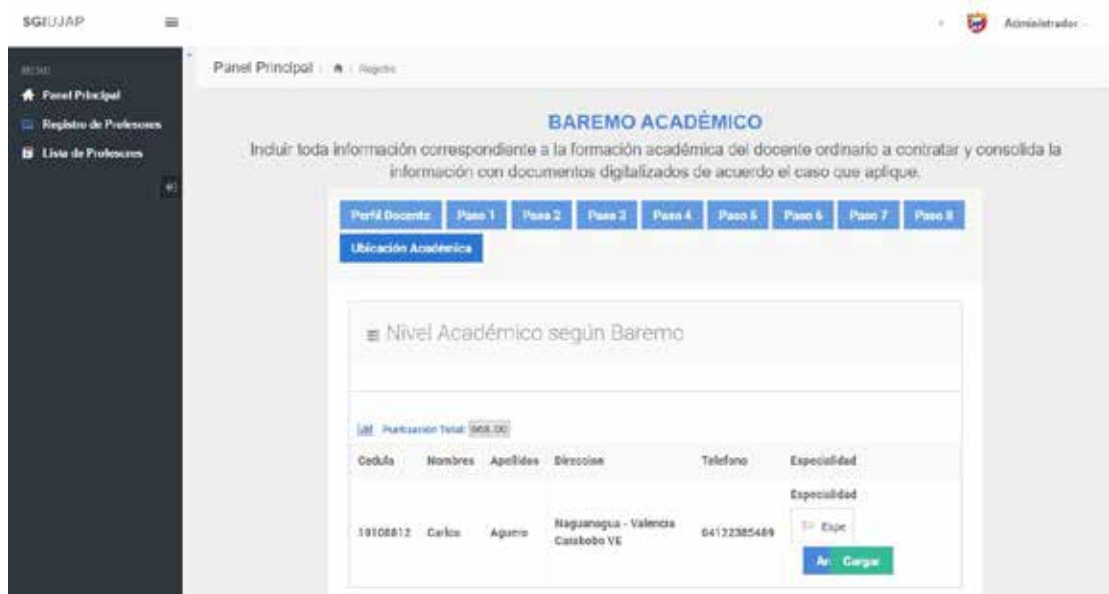 SGIUJAP
Administrador
MENU
Panel Principal
Registro de Profesores
Lista de Profesores
Panel Principal Registro
BAREMO ACADÉMICO
Incluir toda información correspondiente a la formación académica del docente ordinario a contratar y consolida la
información con documentos digitalizados de acuerdo el caso que aplique.
Perfil Docente Paso 1 Paso 2 Paso 3 Paso 4 Paso 5 Paso 6 Paso 7 Paso 8
Ubicación Academica
Nivel Académico según Baremo
Puntuación Total:
Cedula Nombres Apellidos Direccion Telefono Especialidad
Especialidad
19108812 Carlos Aguero Naguanagua - Valencia 04122385489 Espe
Carabobo VE
Cargar